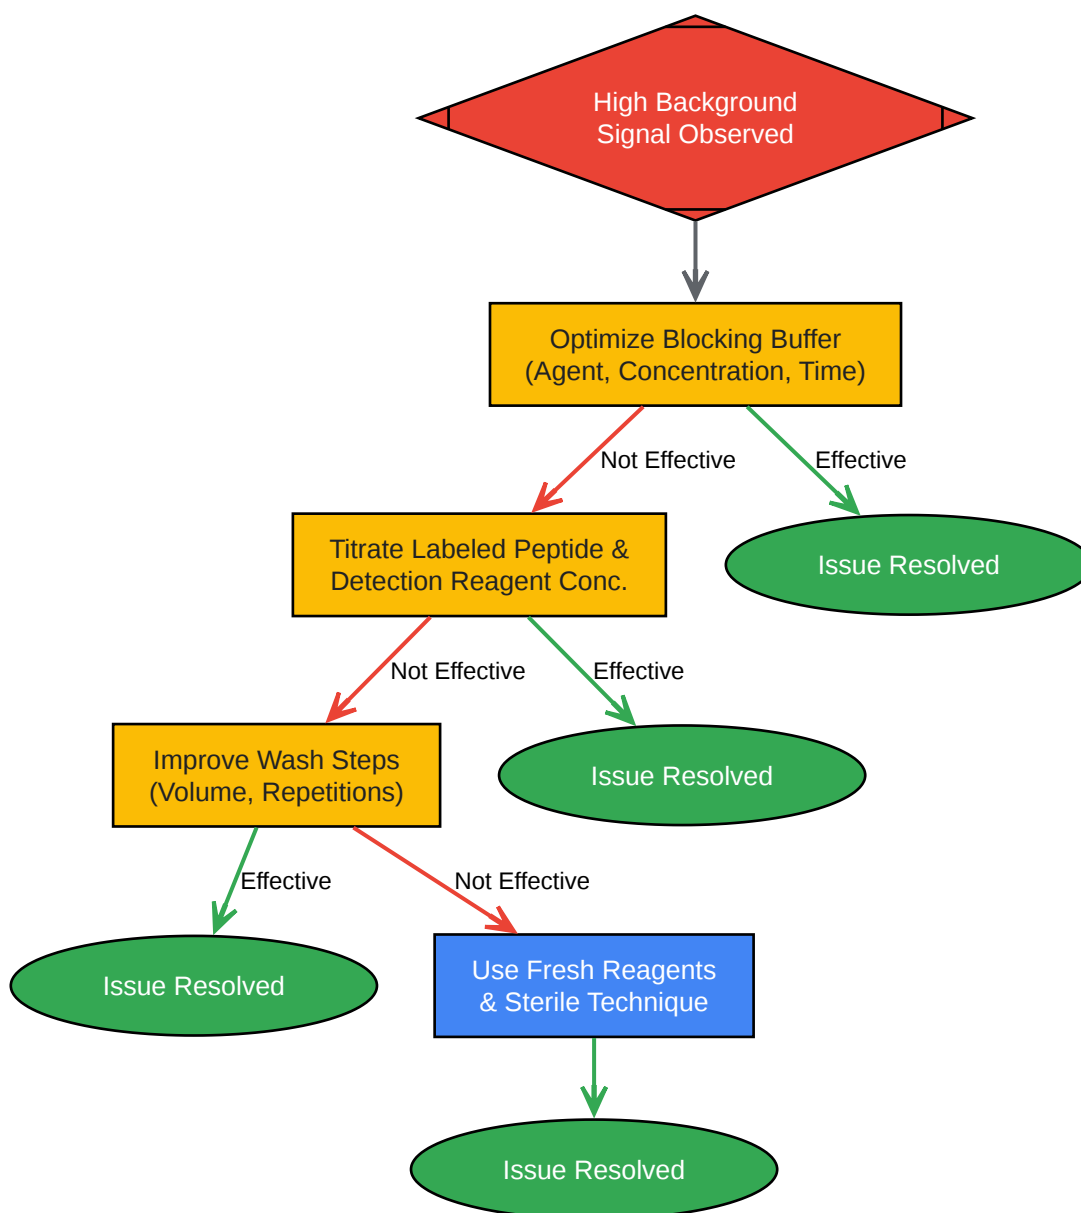 High Background
Signal Observed
Optimize Blocking Buffer
(Agent, Concentration, Time)
Not Effective
Effective
Titrate Labeled Peptide &
Detection Reagent Conc.
Issue Resolved
Not Effective
Effective
Improve Wash Steps
(Volume, Repetitions)
Issue Resolved
Effective
Not Effective
Issue Resolved
Use Fresh Reagents
& Sterile Technique
Issue Resolved